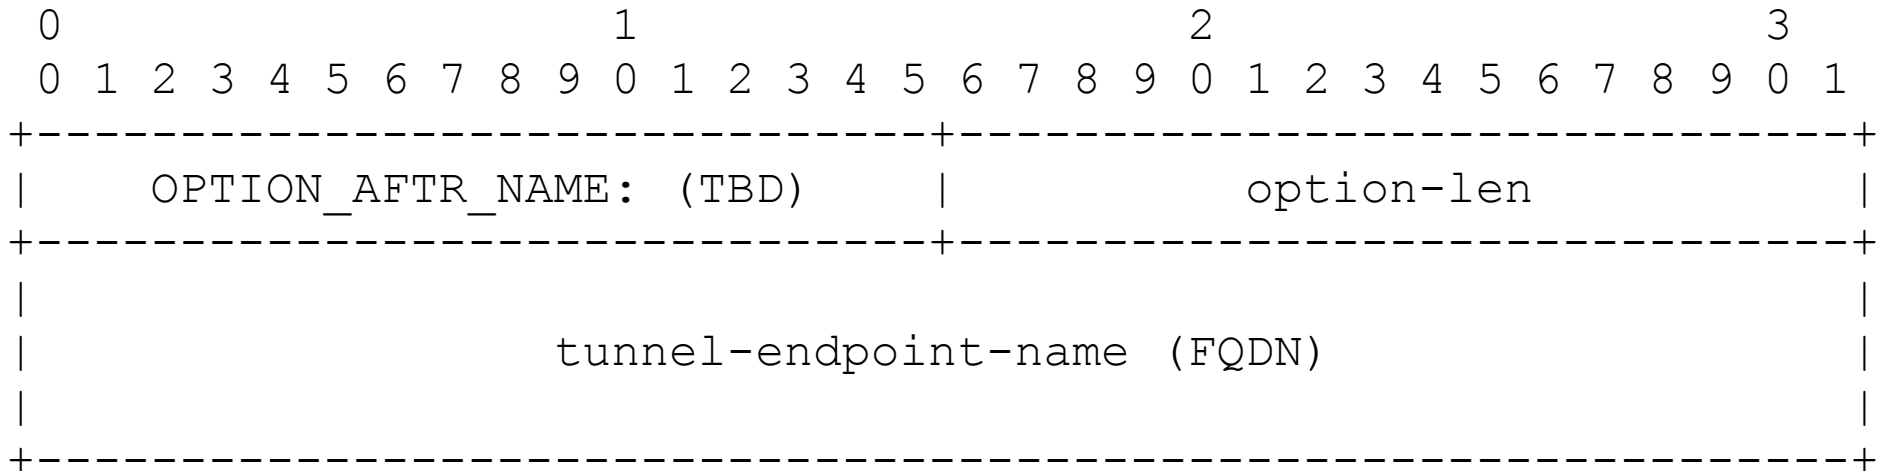 0                   1                   2                   3
 0 1 2 3 4 5 6 7 8 9 0 1 2 3 4 5 6 7 8 9 0 1 2 3 4 5 6 7 8 9 0 1
+-------------------------------+-------------------------------+
|    OPTION_AFTR_NAME: (TBD)    |          option-len           |
+-------------------------------+-------------------------------+
|                                                               |
|                  tunnel-endpoint-name (FQDN)                  |
|                                                               |
+---------------------------------------------------------------+